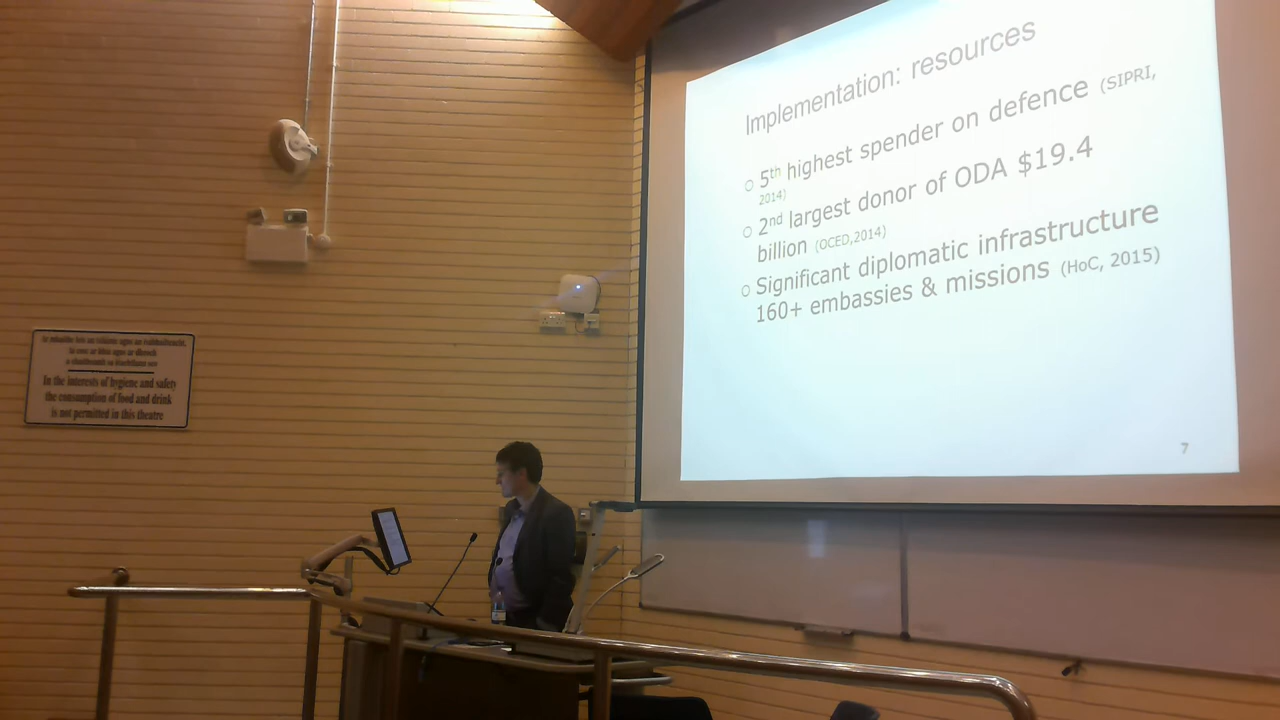 Implementation: resources
5th highest spender on defence (SIPRI,
2014)
2nd largest donor of ODA $19.4
billion (OCED,2014)
Significant diplomatic infrastructure
160+ embassies & missions (HoC, 2015)
7
In the interests of hygiene and safety
the consumption of food and drink
is not permitted in this theatre